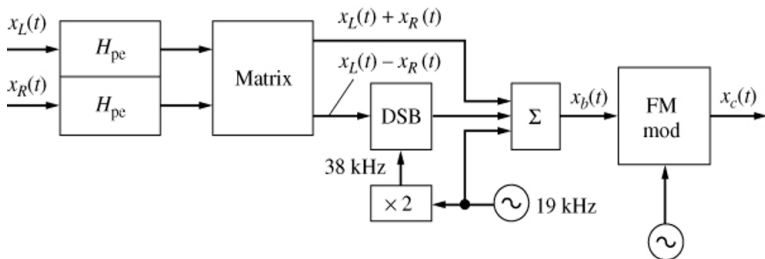 x_L(t)
x_R(t)
H_pe
H_pe
Matrix
x_L(t) + x_R(t)
x_L(t) − x_R(t)
DSB
38 kHz
× 2
19 kHz
Σ
x_b(t)
FM
mod
x_c(t)